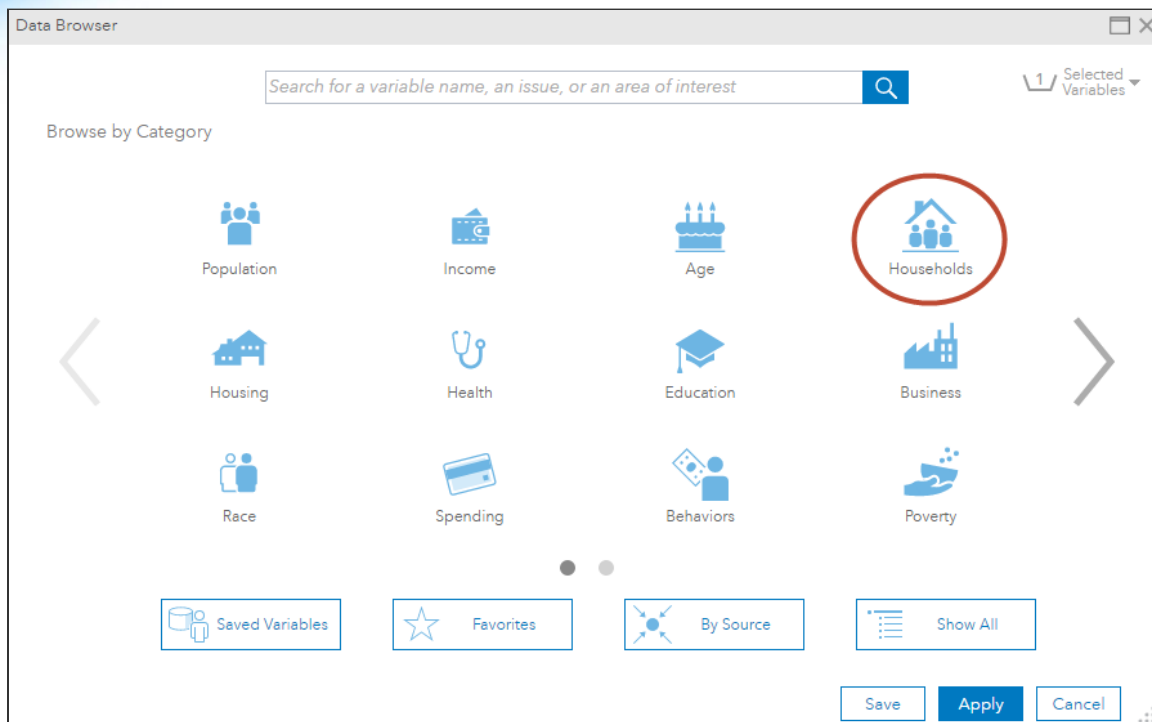 Data Browser
Search for a variable name, an issue, or an area of interest
1 Selected
Variables
Browse by Category
Population Income Age Households
Housing Health Education Business
Race Spending Behaviors Poverty
Saved Variables Favorites By Source Show All
Save Apply Cancel